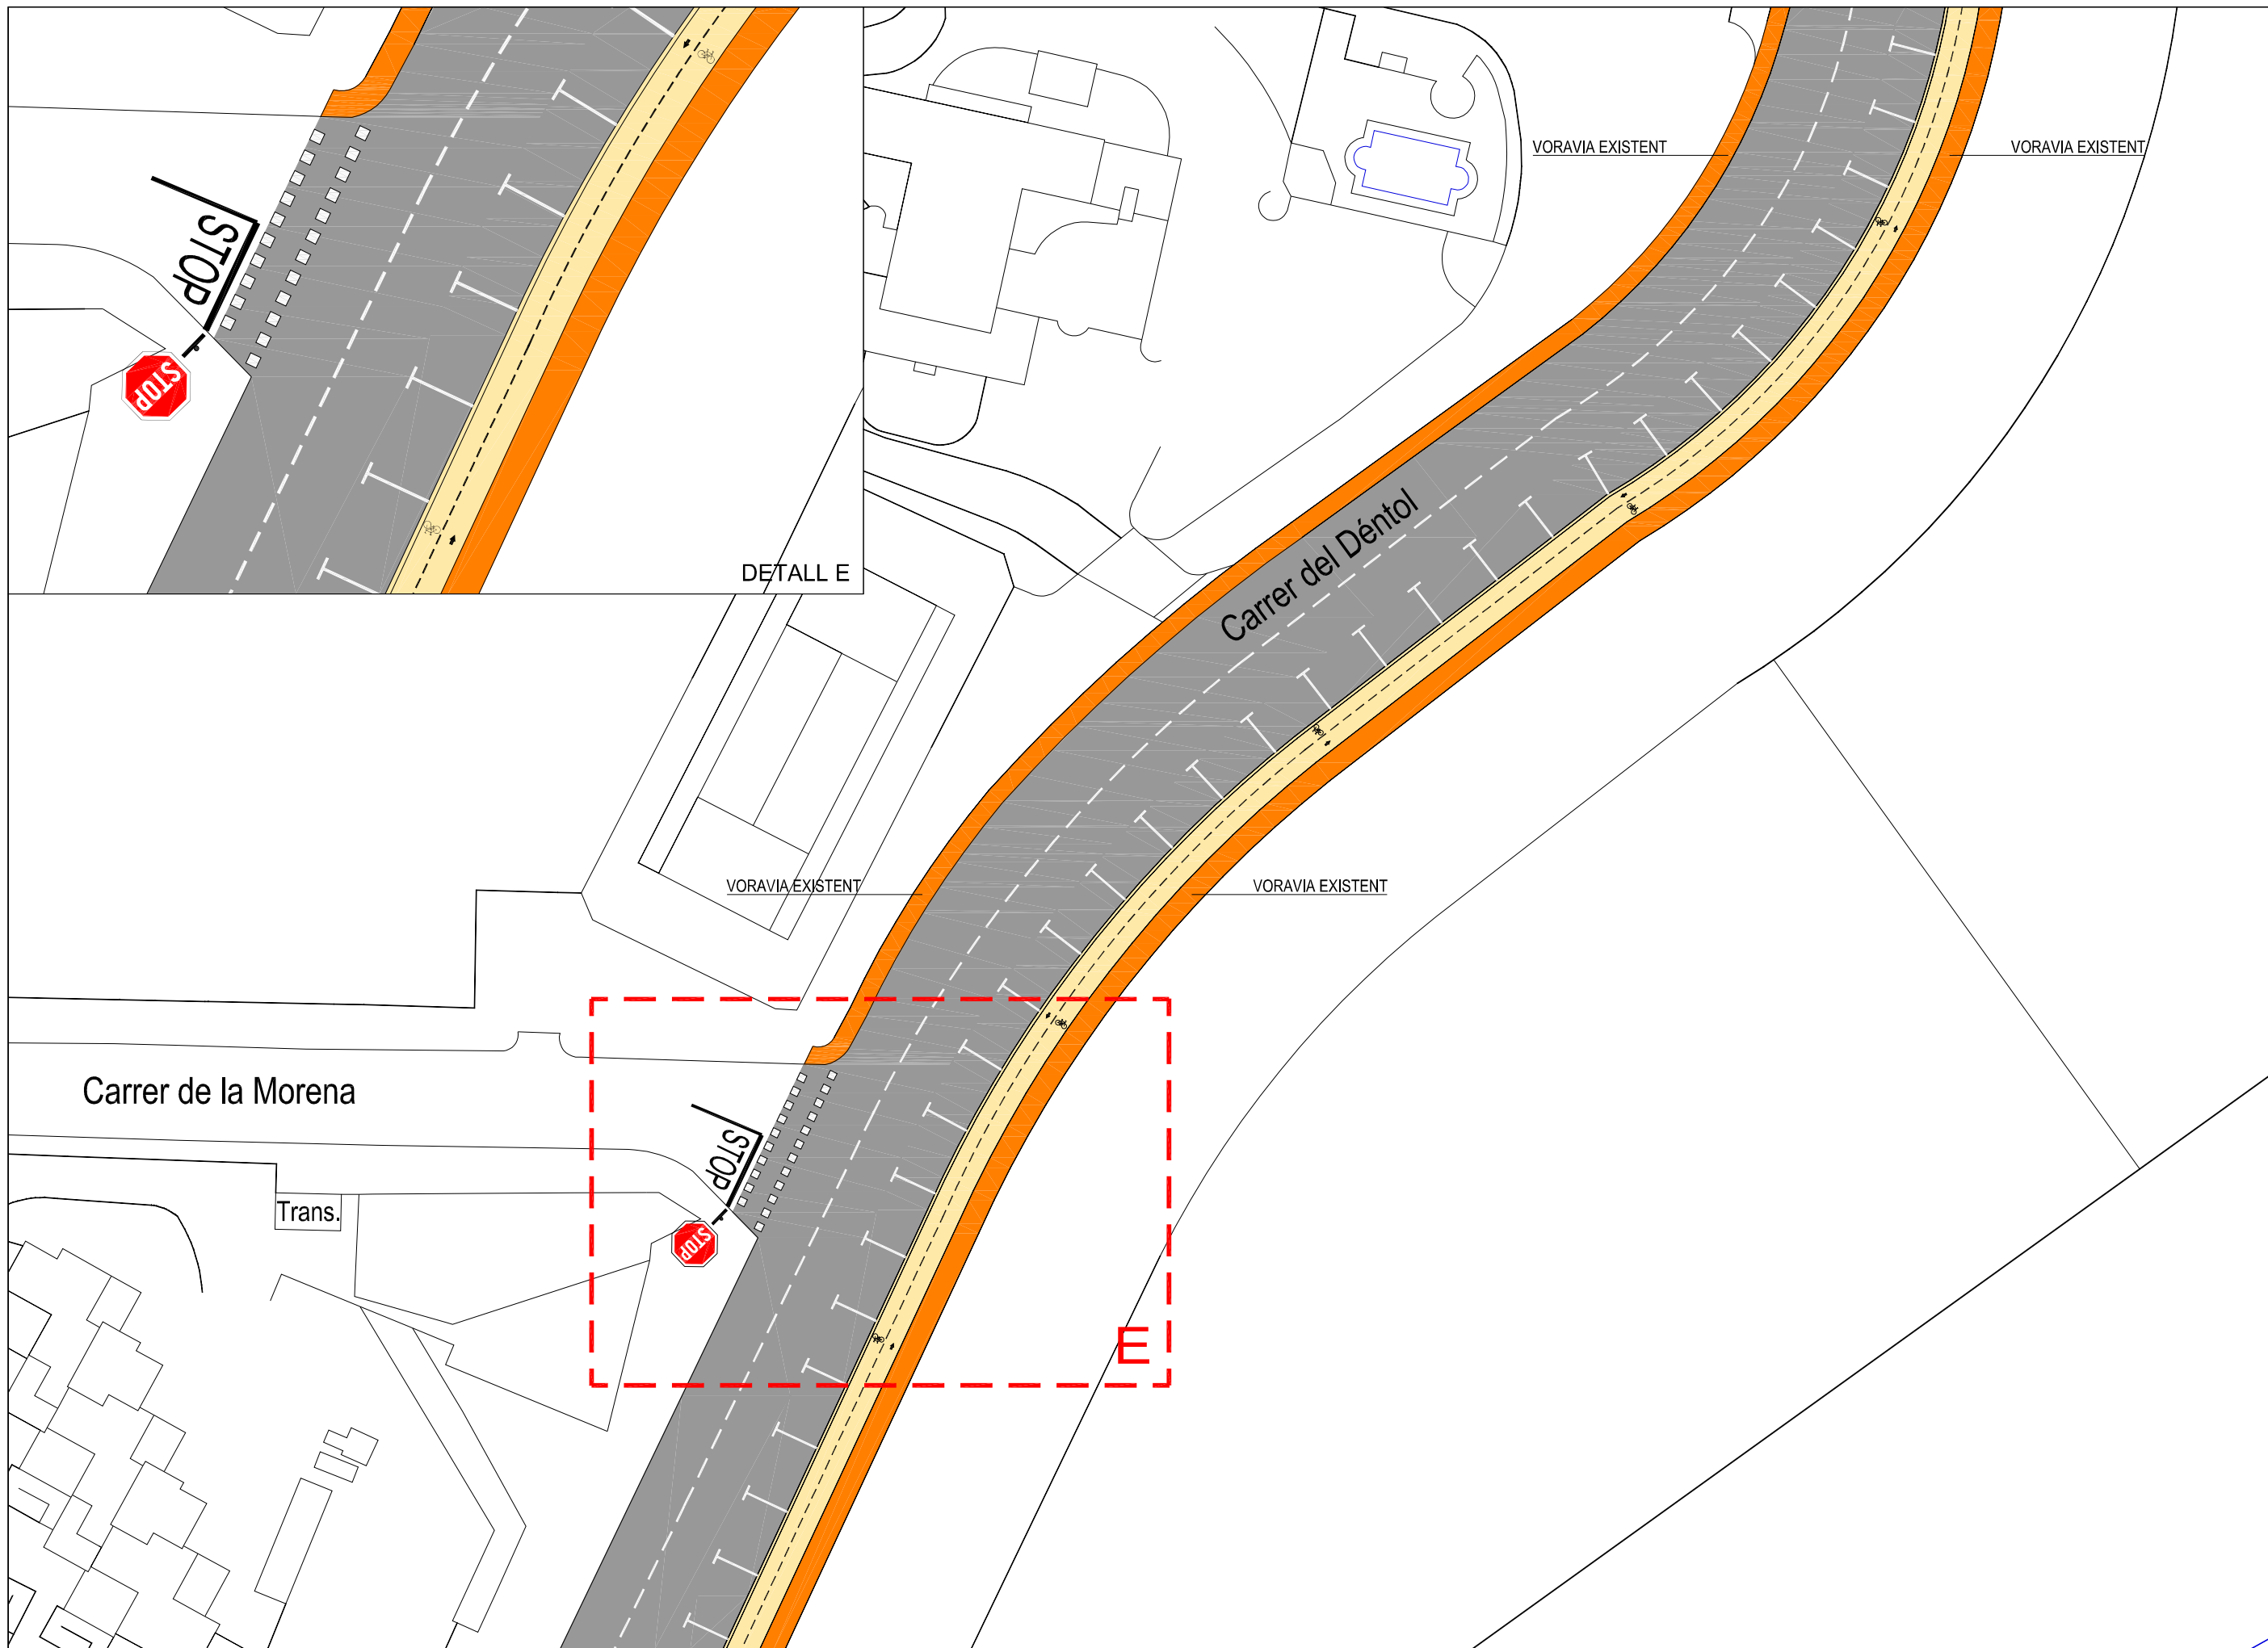 STOP
STOP
DETALL E
VORAVIA EXISTENT
VORAVIA EXISTENT
Carrer del Déntol
VORAVIA EXISTENT
VORAVIA EXISTENT
Carrer de la Morena
STOP
STOP
Trans.
E